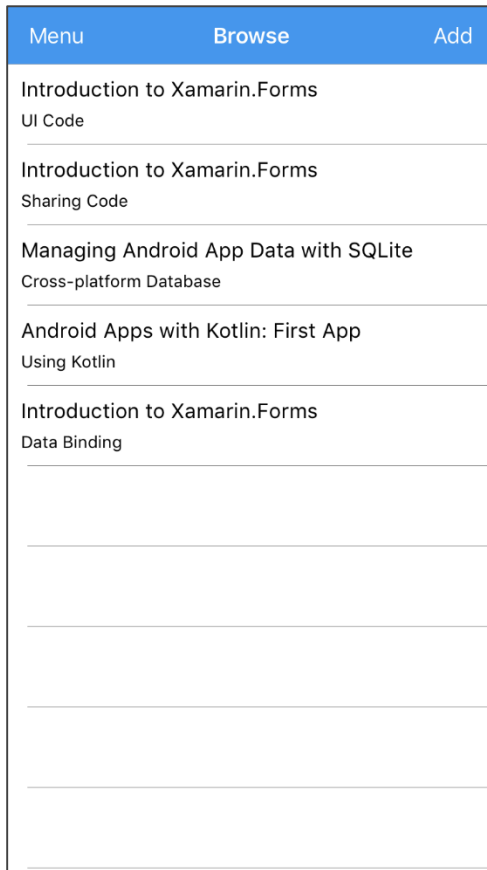 Menu Browse Add
Introduction to Xamarin.Forms
UI Code
Introduction to Xamarin.Forms
Sharing Code
Managing Android App Data with SQLite
Cross-platform Database
Android Apps with Kotlin: First App
Using Kotlin
Introduction to Xamarin.Forms
Data Binding